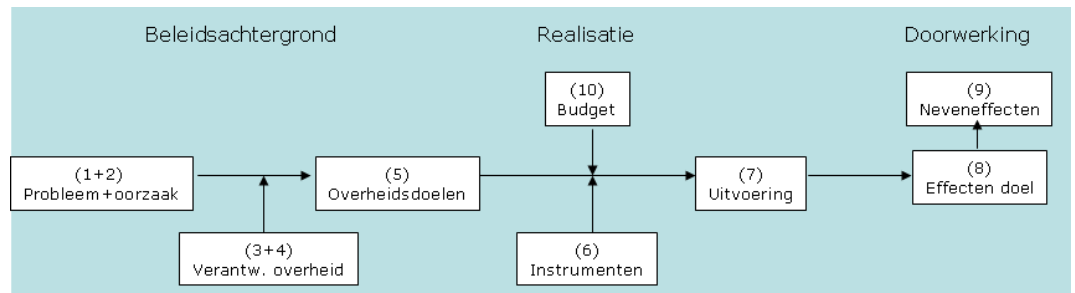 Beleidsachtergrond
Realisatie
Doorwerking
(10)
Budget
(9)
Neveneffecten
(1+2)
Probleem+oorzaak
(5)
Overheidsdoelen
(7)
Uitvoering
(8)
Effecten doel
(3+4)
Verantw. overheid
(6)
Instrumenten